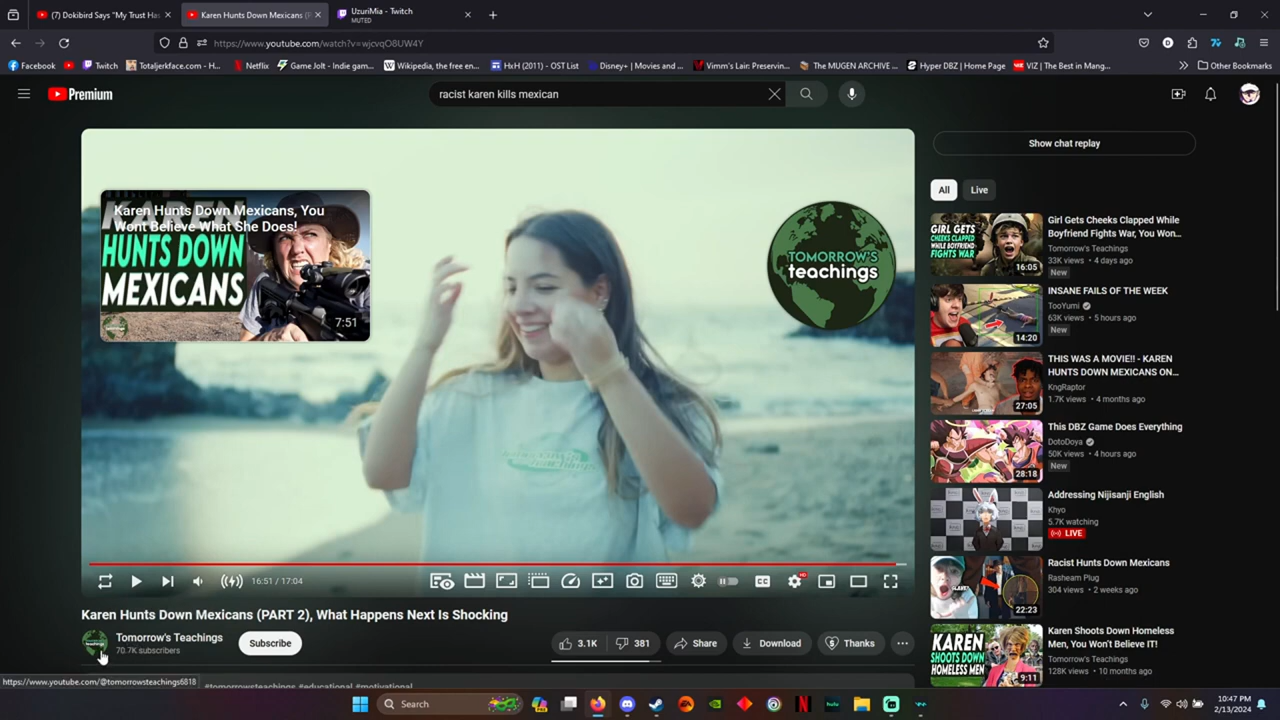 (7) Dokibird Says "My Trust Ha
Karen Hunts Down Mexicans (P
UzuriMia - Twitch
MUTED
https://www.youtube.com/watch?v=wjcvqO8UW4Y
Facebook
Twitch
Totaljerkface.com - H...
Netflix
Game Jolt - Indie gam...
Wikipedia, the free en...
HxH (2011) - OST List
Disney+ | Movies and ...
Vimm's Lair: Preservin...
The MUGEN ARCHIVE ...
Hyper DBZ | Home Page
VIZ | The Best in Mang...
Other Bookmarks
Premium
racist karen kills mexican
Show chat replay
All
Live
Karen Hunts Down Mexicans, You
Wont Believe What She Does!
KAREN
HUNTS DOWN
MEXICANS
7:51
TOMORROW'S
teachings
GIRL GETS
CHEEKS CLAPPED
WHILE BOYFRIEND
FIGHTS WAR
16:05
Girl Gets Cheeks Clapped While
Boyfriend Fights War, You Won...
Tomorrow's Teachings
33K views • 4 days ago
New
14:20
INSANE FAILS OF THE WEEK
TooYumi
63K views • 5 hours ago
New
27:05
THIS WAS A MOVIE!! - KAREN
HUNTS DOWN MEXICANS ON...
KngRaptor
1.7K views • 4 months ago
28:18
This DBZ Game Does Everything
DotoDoya
50K views • 4 hours ago
New
Addressing Nijisanji English
Khyo
5.7K watching
LIVE
22:23
Racist Hunts Down Mexicans
Rashearn Plug
304 views • 2 weeks ago
KAREN
SHOOTS DOWN
HOMELESS
9:11
Karen Shoots Down Homeless
Men, You Won't Believe IT!
Tomorrow's Teachings
128K views • 10 months ago
16:51 / 17:04
CC
HD
Karen Hunts Down Mexicans (PART 2), What Happens Next Is Shocking
Tomorrow's Teachings
70.7K subscribers
Subscribe
3.1K
381
Share
Download
Thanks
https://www.youtube.com/@tomorrowsteachings6818
#tomorrowsteachings #educational #motivational
Search
hulu
10:47 PM
2/13/2024